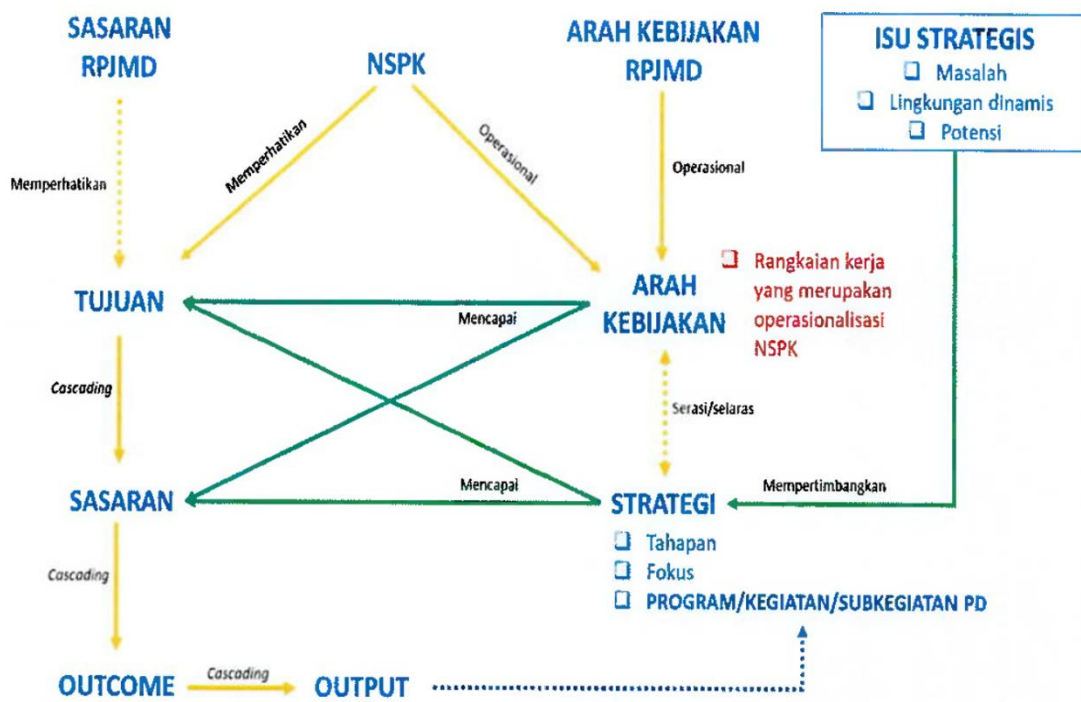 SASARAN
RPJMD
NSPK
ARAH KEBIJAKAN
RPJMD
ISU STRATEGIS
Masalah
Lingkungan dinamis
Potensi
Memperhatikan
Memperhatikan
Operasional
Operasional
TUJUAN
Mencapai
ARAH
KEBIJAKAN
Rangkaian kerja
yang merupakan
operasionalisasi
NSPK
Cascading
Serasi/selaras
SASARAN
Mencapai
STRATEGI
Mempertimbangkan
Tahapan
Fokus
PROGRAM/KEGIATAN/SUBKEGIATAN PD
Cascading
OUTCOME
Cascading
OUTPUT